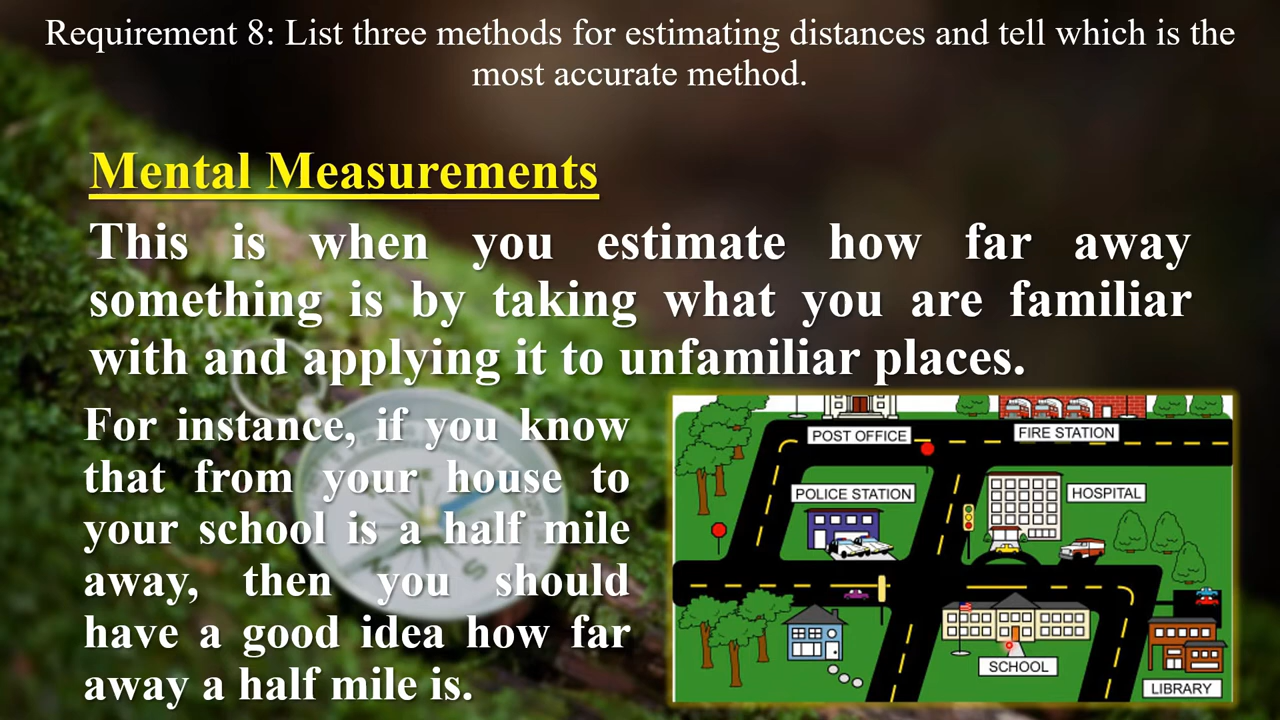 Requirement 8: List three methods for estimating distances and tell which is the
most accurate method.
Mental Measurements
This is when you estimate how far away
something is by taking what you are familiar
with and applying it to unfamiliar places.
For instance, if you know
that from your house to
your school is a half mile
away, then you should
have a good idea how far
away a half mile is.
POST OFFICE
FIRE STATION
POLICE STATION
HOSPITAL
SCHOOL
LIBRARY